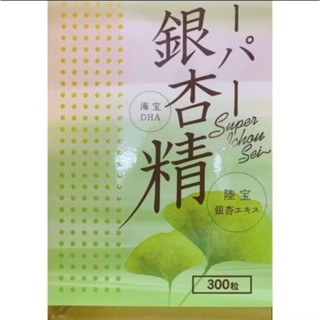 ーパー
銀杏精
Super
Ichou
Sei
海宝
DHA
陸宝
銀杏エキス
300粒